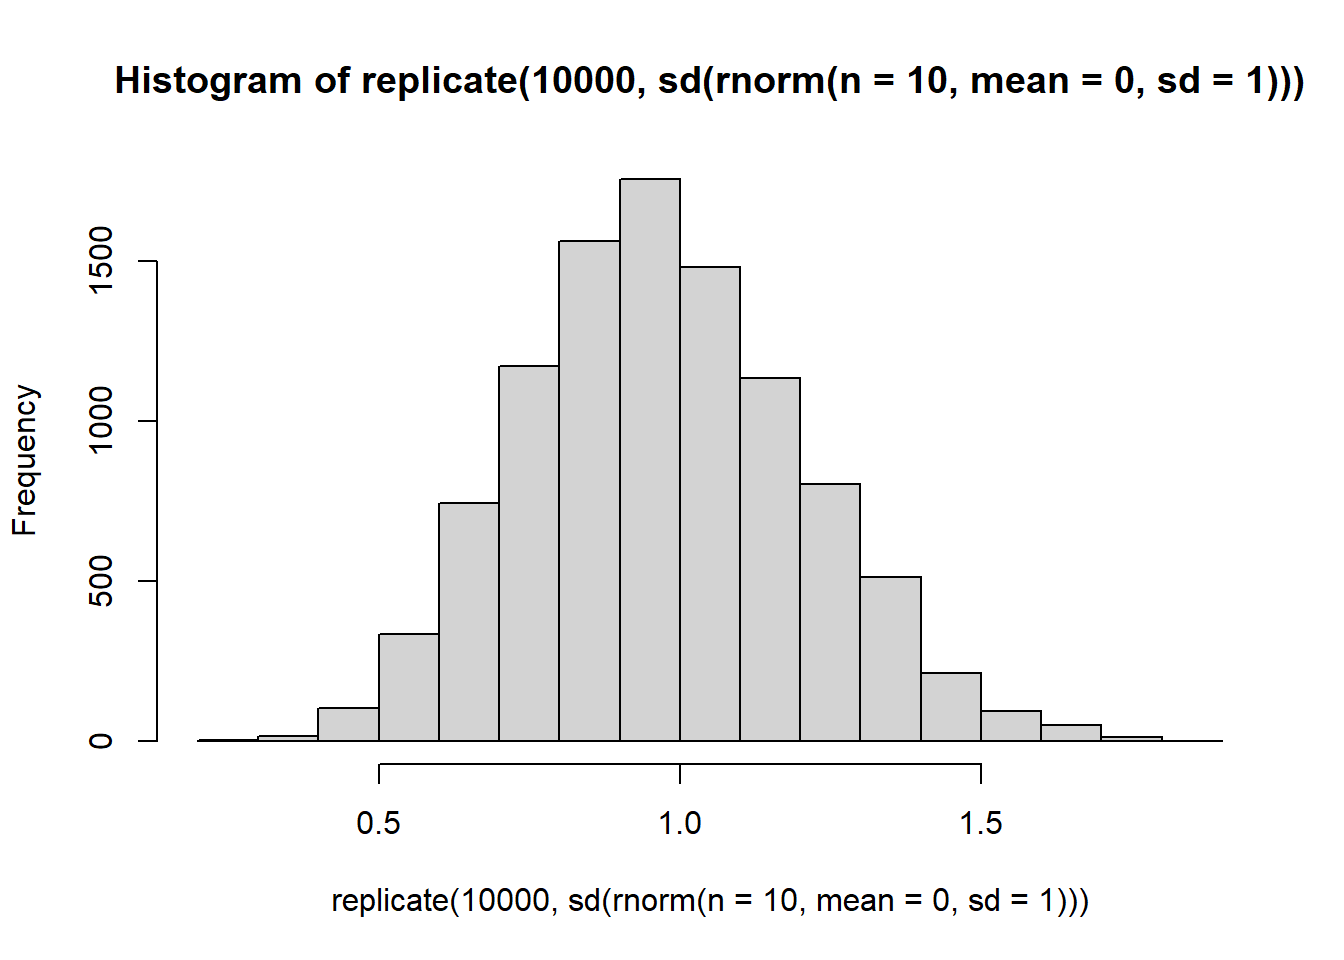 Histogram of replicate(10000, sd(rnorm(n = 10, mean = 0, sd = 1)))
Frequency
1500
1000
500
0
0.5 1.0 1.5
replicate(10000, sd(rnorm(n = 10, mean = 0, sd = 1)))